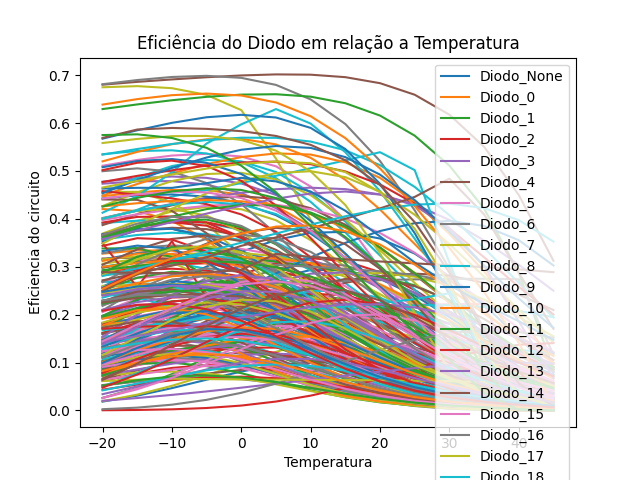 Eficiência do Diodo em relação a Temperatura
Eficiencia do circuito
0.7
0.6
0.5
0.4
0.3
0.2
0.1
0.0
−20
−10
0
10
20
30
40
Temperatura
Diodo_None
Diodo_0
Diodo_1
Diodo_2
Diodo_3
Diodo_4
Diodo_5
Diodo_6
Diodo_7
Diodo_8
Diodo_9
Diodo_10
Diodo_11
Diodo_12
Diodo_13
Diodo_14
Diodo_15
Diodo_16
Diodo_17
Diodo_18